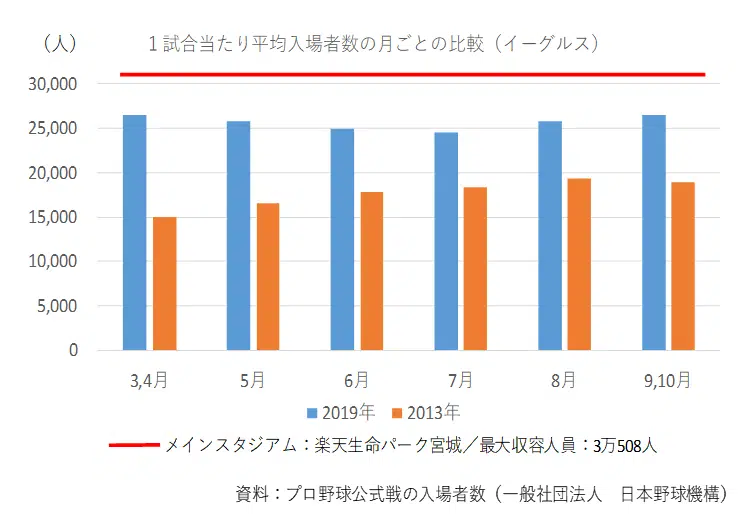 （人）
１試合当たり平均入場者数の月ごとの比較（イーグルス）
30,000
25,000
20,000
15,000
10,000
5,000
0
3,4月 5月 6月 7月 8月 9,10月
2019年 2013年
メインスタジアム：楽天生命パーク宮城／最大収容人員：3万508人
資料：プロ野球公式戦の入場者数（一般社団法人　日本野球機構）